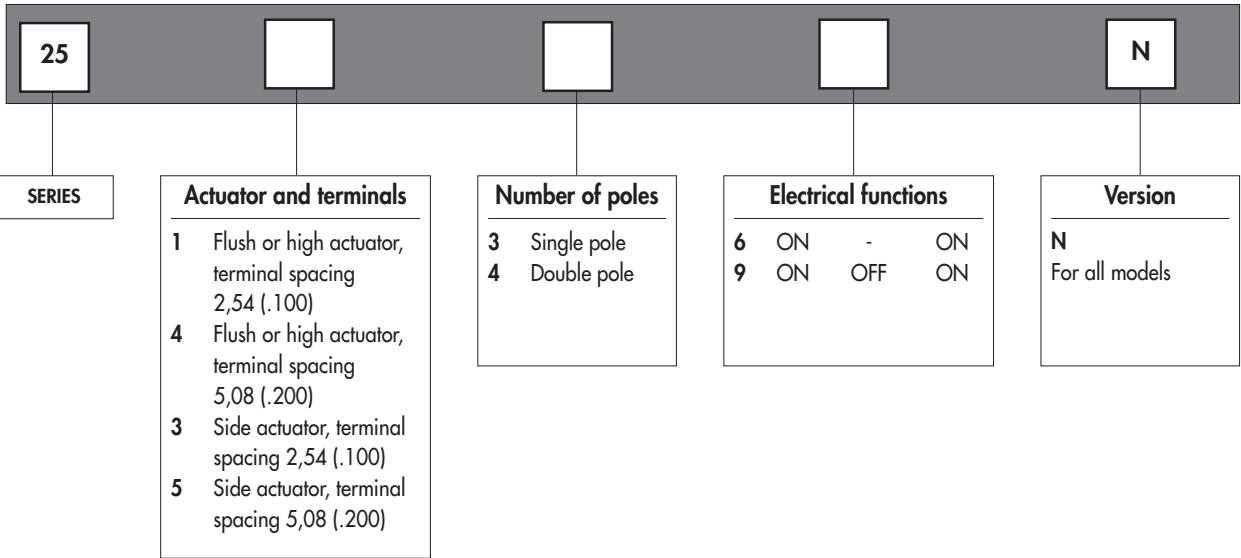 25
N
SERIES
Actuator and terminals
1 Flush or high actuator,
terminal spacing
2,54 (.100)
4 Flush or high actuator,
terminal spacing
5,08 (.200)
3 Side actuator, terminal
spacing 2,54 (.100)
5 Side actuator, terminal
spacing 5,08 (.200)
Number of poles
3 Single pole
4 Double pole
Electrical functions
6 ON - ON
9 ON OFF ON
Version
N
For all models